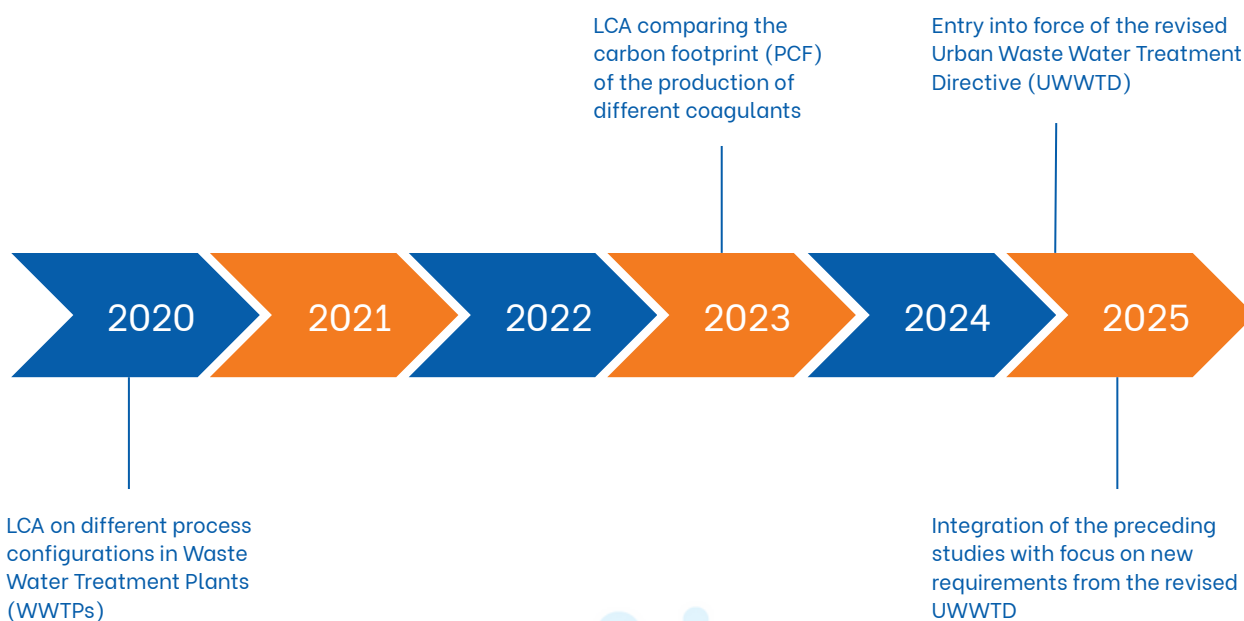 LCA comparing the
carbon footprint (PCF)
of the production of
different coagulants
Entry into force of the revised
Urban Waste Water Treatment
Directive (UWWTD)
2020
2021
2022
2023
2024
2025
LCA on different process
configurations in Waste
Water Treatment Plants
(WWTPs)
Integration of the preceding
studies with focus on new
requirements from the revised
UWWTD